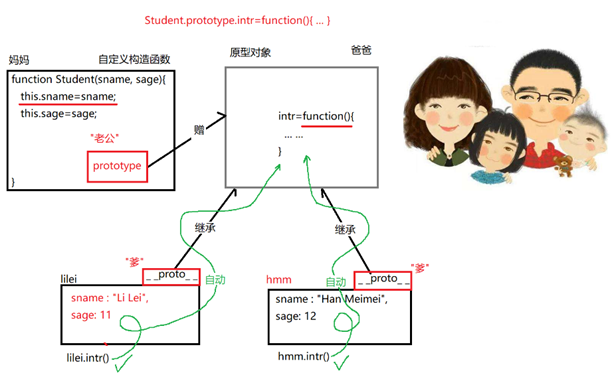 Student.prototype.intr=function(){ ... }
妈妈 自定义构造函数 原型对象 爸爸
function Student(sname, sage){
this.sname=sname;
this.sage=sage;
"老公"
prototype
}
赠
intr=function(){
... ...
}
继承 继承
"爹" "爹"
lilei __proto__ 自动 hmm 自动 __proto__
sname : "Li Lei",
sage: 11
sname : "Han Meimei",
sage: 12
lilei.intr() hmm.intr()